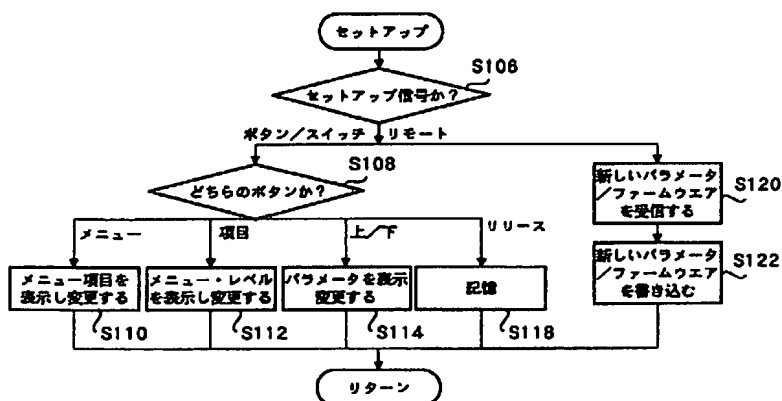 セットアップ
S106
セットアップ信号か？
ボタン／スイッチ
リモート
S108
どちらのボタンか？
新しいパラメータ
／ファームウエア
を受信する
S120
メニュー
項目
上／下
リリース
メニュー項目を
表示し変更する
メニュー・レベル
を表示し変更する
パラメータを表示
変更する
記憶
新しいパラメータ
／ファームウエア
を書き込む
S122
S110
S112
S114
S118
リターン